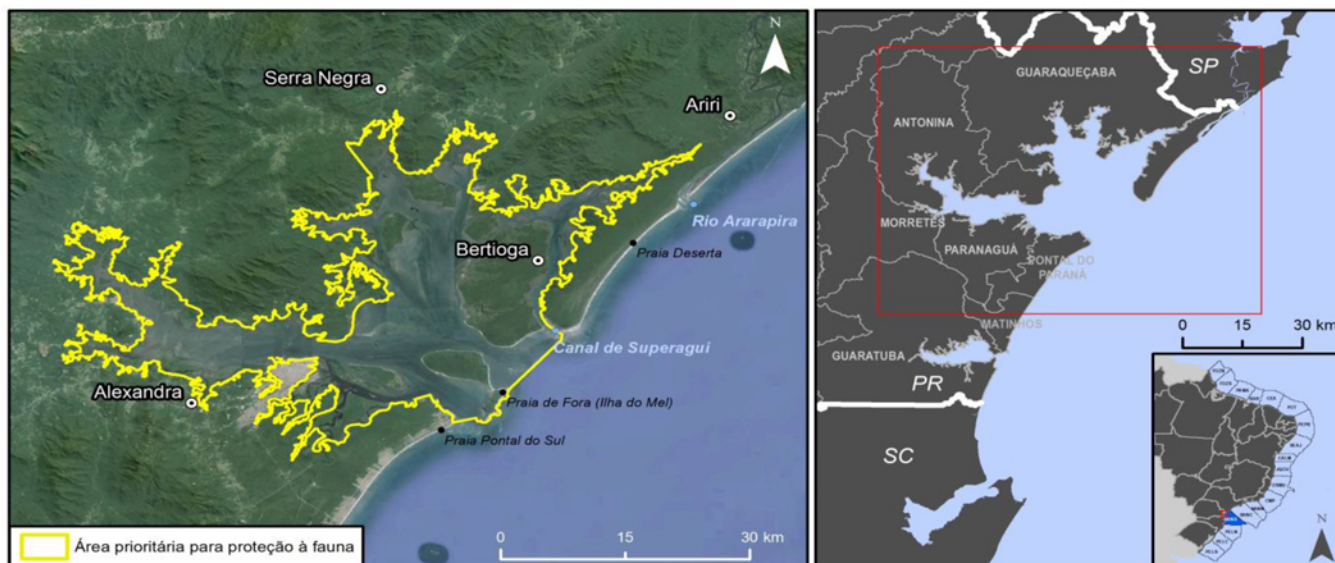 N
Serra Negra
Ariri
Rio Ararapira
Praia Deserta
Bertioga
Canal de Superagui
Alexandra
Praia de Fora (Ilha do Mel)
Praia Pontal do Sul
Área prioritária para proteção à fauna
0 15 30 km
N
GUARAQUEÇABA
SP
ANTONINA
MORRETES
PARANAGUÁ
PONTAL DO
PARANÁ
MATINHOS
0 15 30 km
GUARATUBA
PR
SC
N